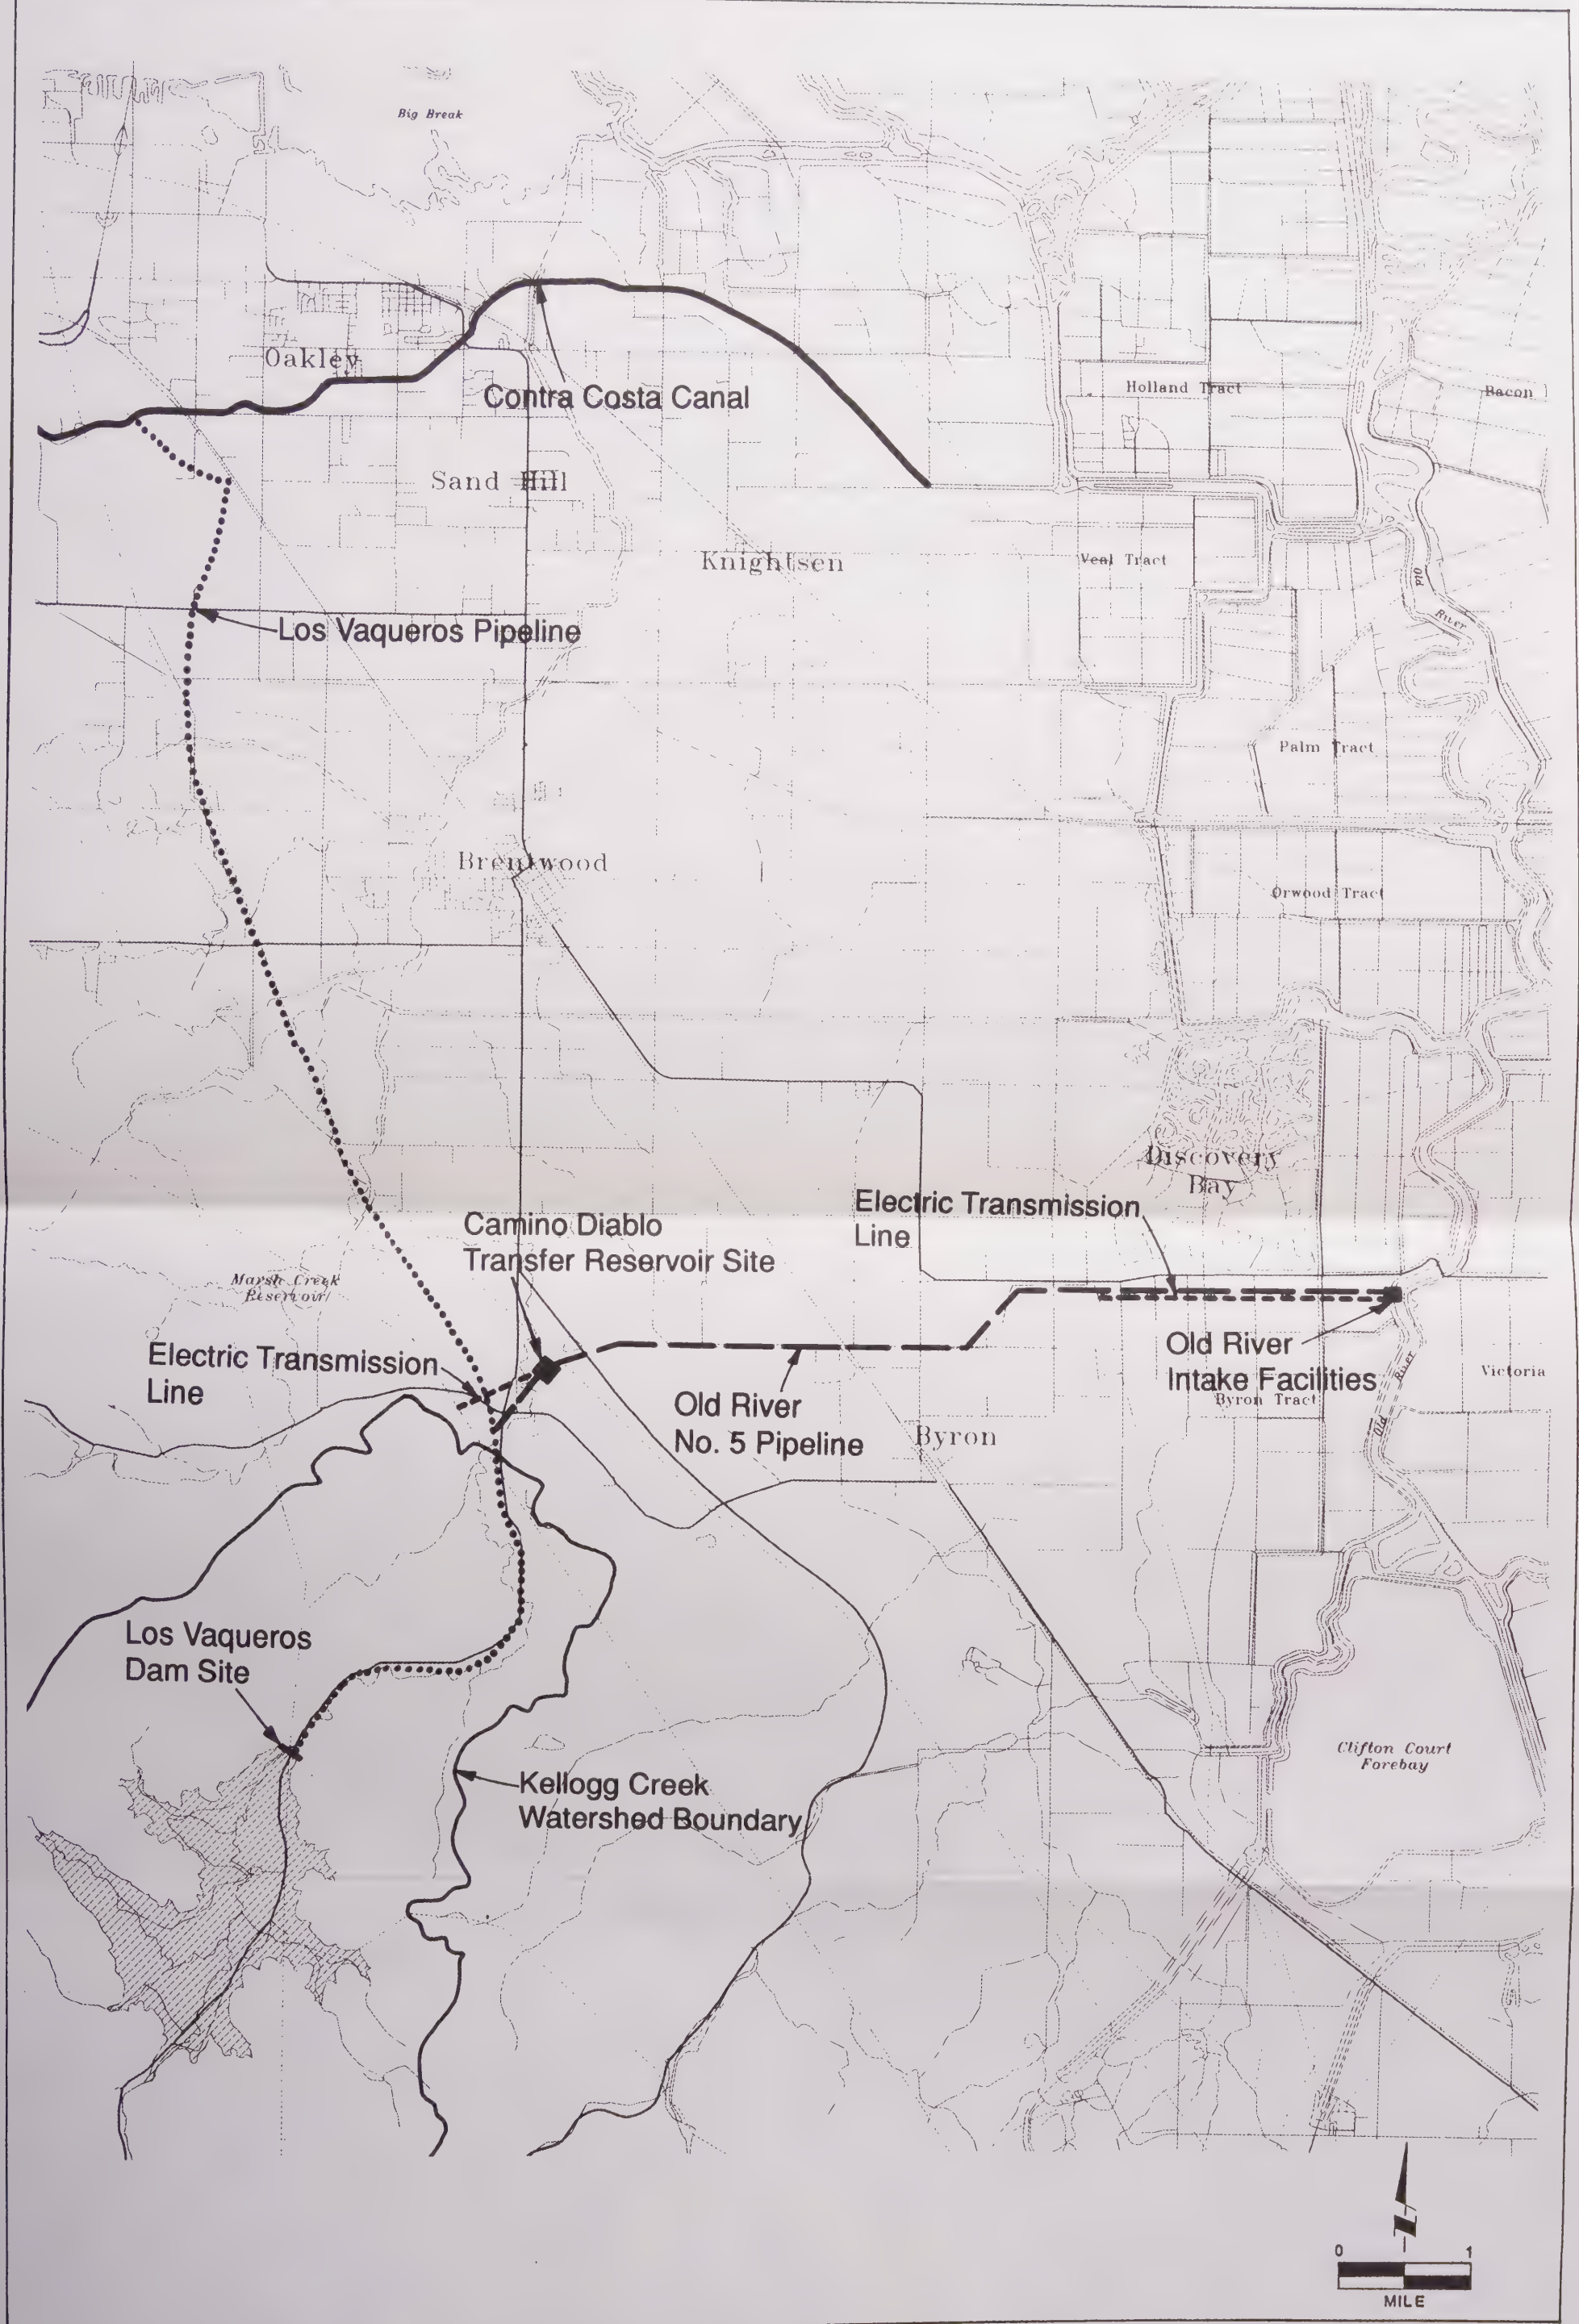 Big Break
Oakley
Contra Costa Canal
Holland Tract
Bacon
Sand Hill
Knightsen
Veal Tract
Old
River
Los Vaqueros Pipeline
Palm Tract
Brentwood
Orwood Tract
Discovery
Bay
Electric Transmission
Line
Camino Diablo
Transfer Reservoir Site
Marsh Creek
Reservoir
Electric Transmission
Line
Old River
Intake Facilities
Byron Tract
River
Old
Victoria
Old River
No. 5 Pipeline
Byron
Los Vaqueros
Dam Site
Kellogg Creek
Watershed Boundary
Clifton Court
Forebay
N
0 1
MILE